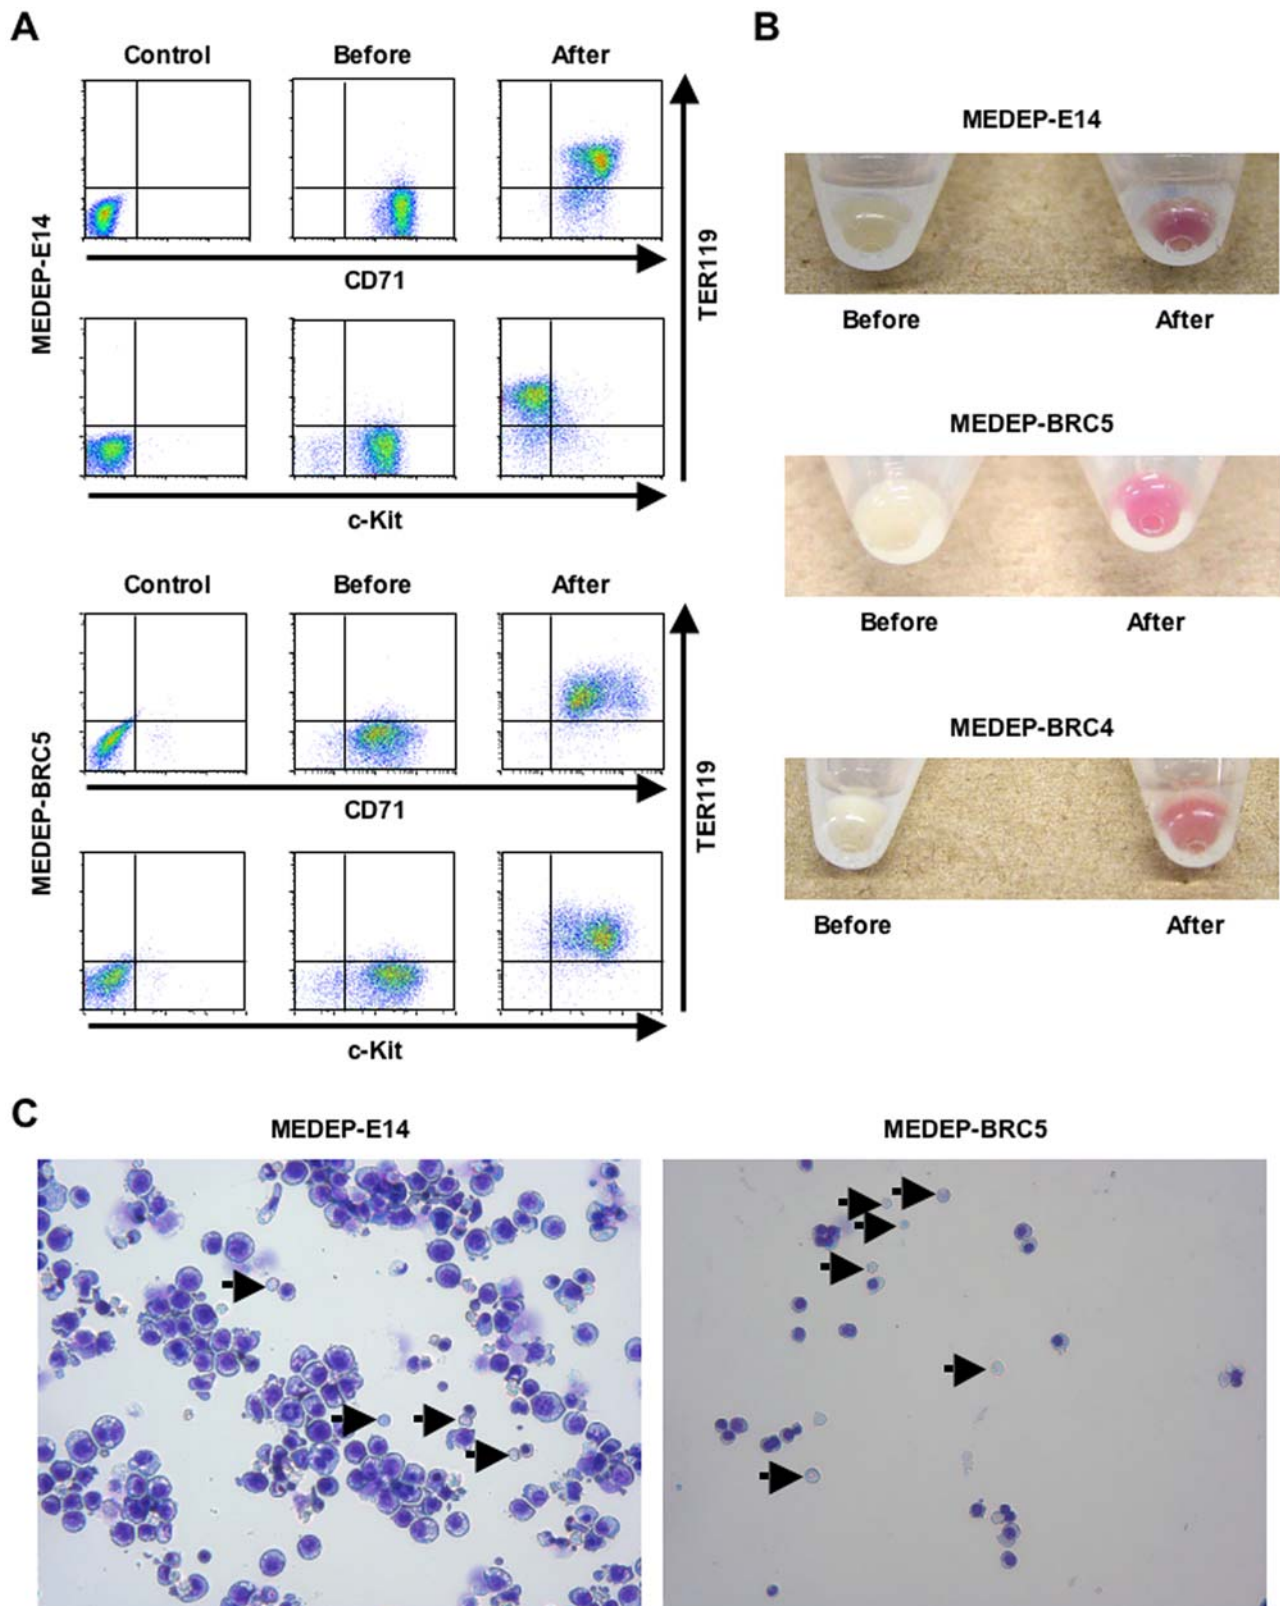 A
Control Before After
MEDEP-E14
CD71
TER119
c-Kit
Control Before After
MEDEP-BRC5
CD71
TER119
c-Kit
B
MEDEP-E14
Before After
MEDEP-BRC5
Before After
MEDEP-BRC4
Before After
C
MEDEP-E14 MEDEP-BRC5